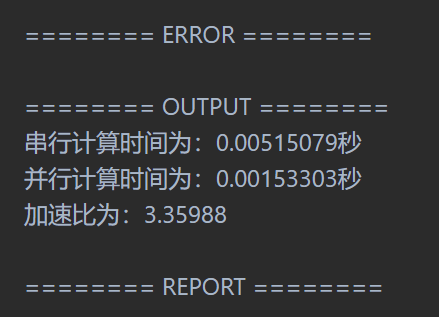 ======== ERROR ========
======== OUTPUT ========
串行计算时间为：0.00515079秒
并行计算时间为：0.00153303秒
加速比为：3.35988
======== REPORT ========